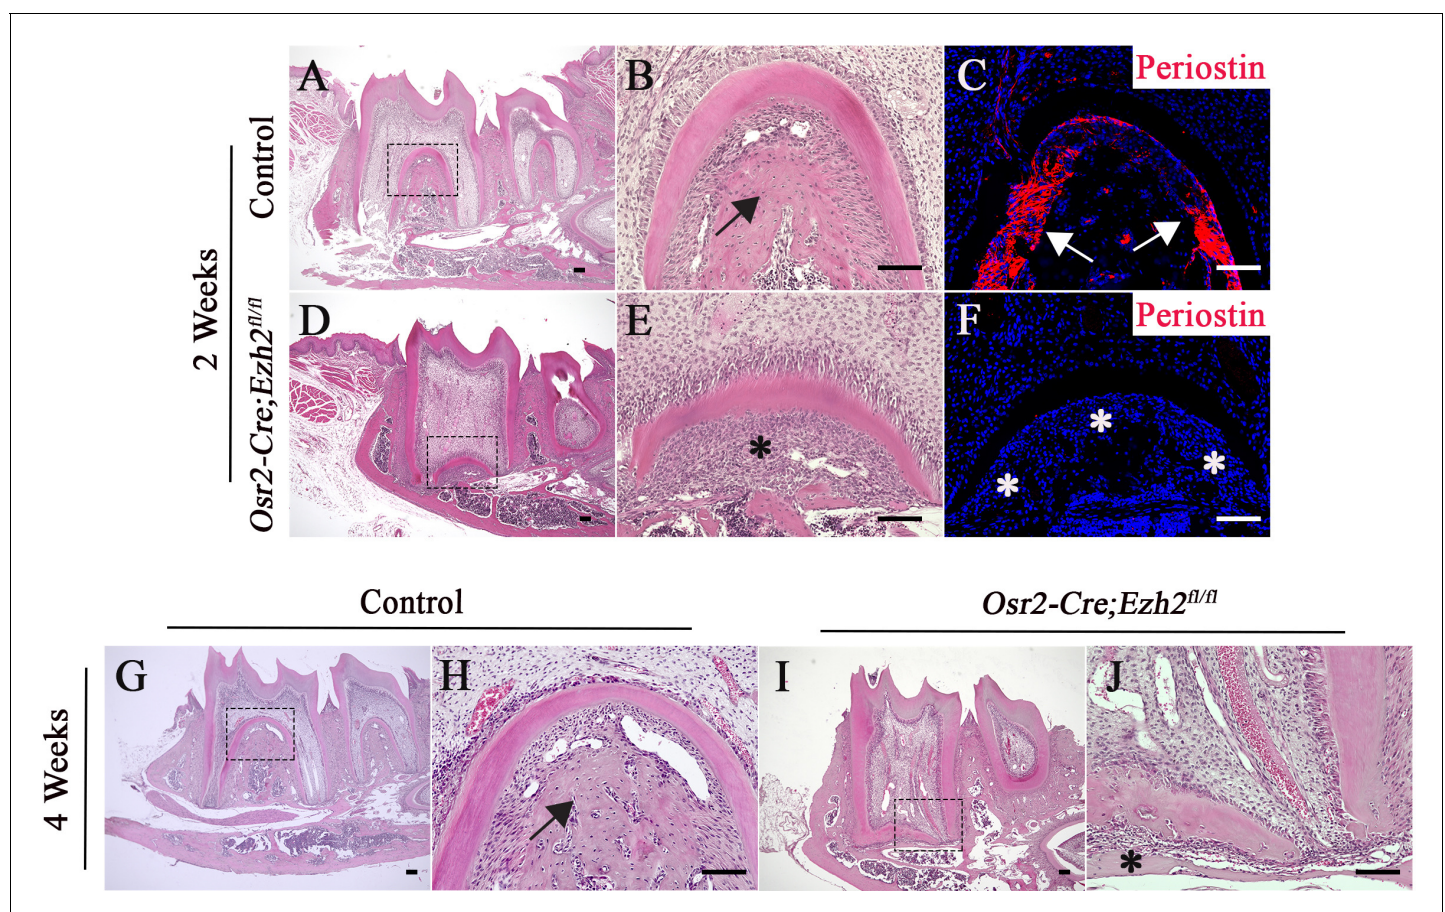 A
B
C
Periostin
Control
2 Weeks
D
E
F
Periostin
Osr2-Cre;Ezh2fl/fl
*
*
*
*
Control
Osr2-Cre;Ezh2fl/fl
G
H
I
J
4 Weeks
*